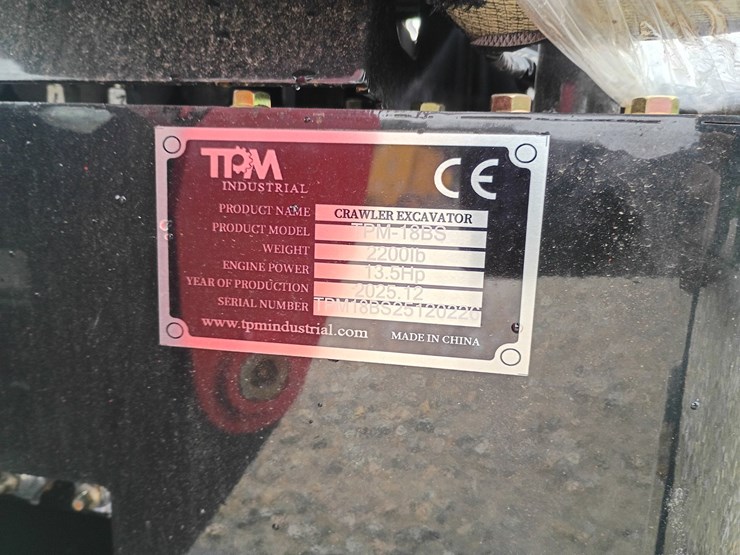 TPM
INDUSTRIAL
CE
PRODUCT NAME CRAWLER EXCAVATOR
PRODUCT MODEL TPM-18BS
WEIGHT 2200lb
ENGINE POWER 13.5Hp
YEAR OF PRODUCTION 2025.12
SERIAL NUMBER
www.tpmindustrial.com MADE IN CHINA